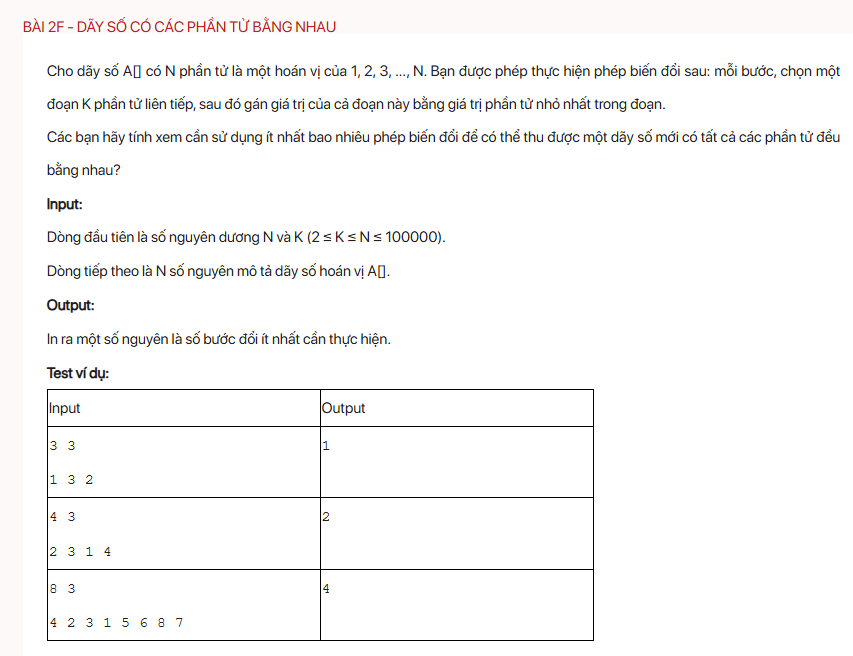 BÀI 2F - DÃY SỐ CÓ CÁC PHẦN TỬ BẰNG NHAU
Cho dãy số A[] có N phần tử là một hoán vị của 1, 2, 3, ..., N. Bạn được phép thực hiện phép biến đổi sau: mỗi bước, chọn một
đoạn K phần tử liên tiếp, sau đó gán giá trị của cả đoạn này bằng giá trị phần tử nhỏ nhất trong đoạn.
Các bạn hãy tính xem cần sử dụng ít nhất bao nhiêu phép biến đổi để có thể thu được một dãy số mới có tất cả các phần tử đều
bằng nhau?
Input:
Dòng đầu tiên là số nguyên dương N và K (2 ≤ K ≤ N ≤ 100000).
Dòng tiếp theo là N số nguyên mô tả dãy số hoán vị A[].
Output:
In ra một số nguyên là số bước đổi ít nhất cần thực hiện.
Test ví dụ:
Input Output
3 3 1
1 3 2
4 3 2
2 3 1 4
8 3 4
4 2 3 1 5 6 8 7